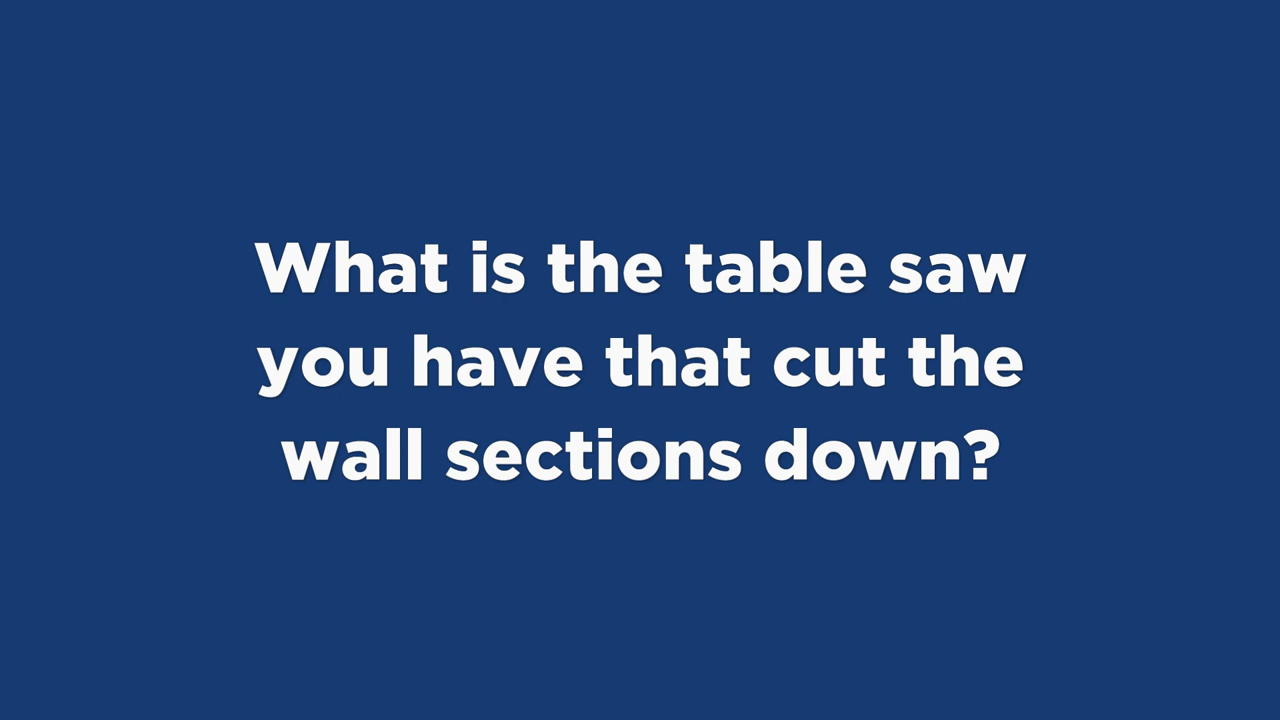 What is the table saw
you have that cut the
wall sections down?